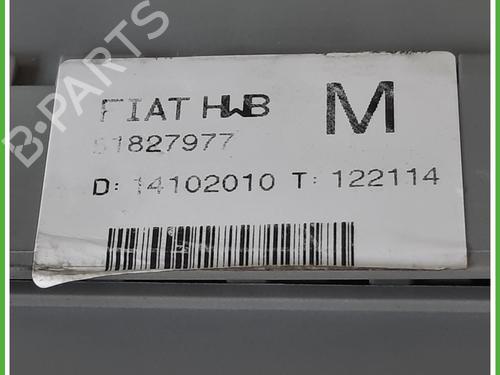 B-PARTS
FIAT HWB M
51827977
D: 14102010 T: 122114